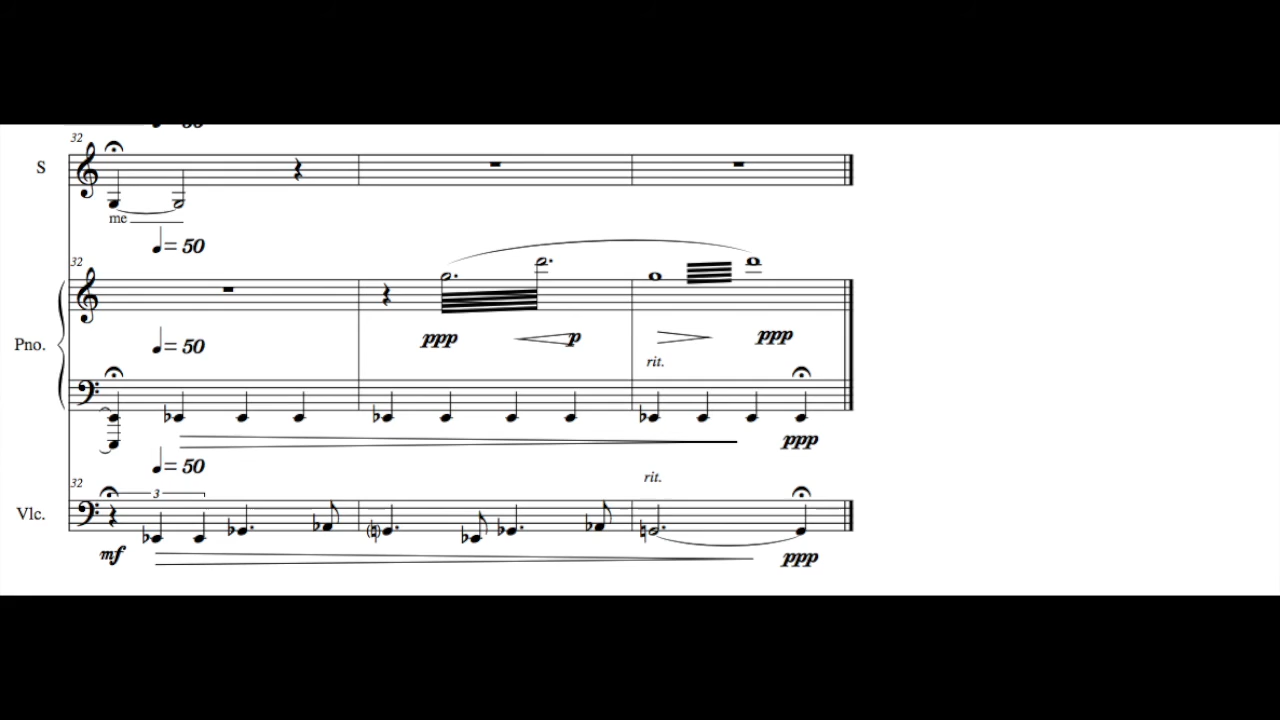 32
S
me
= 50
32
= 50
Pno.
ppp
p
ppp
rit.
ppp
= 50
32
3
rit.
Vlc.
mf
ppp